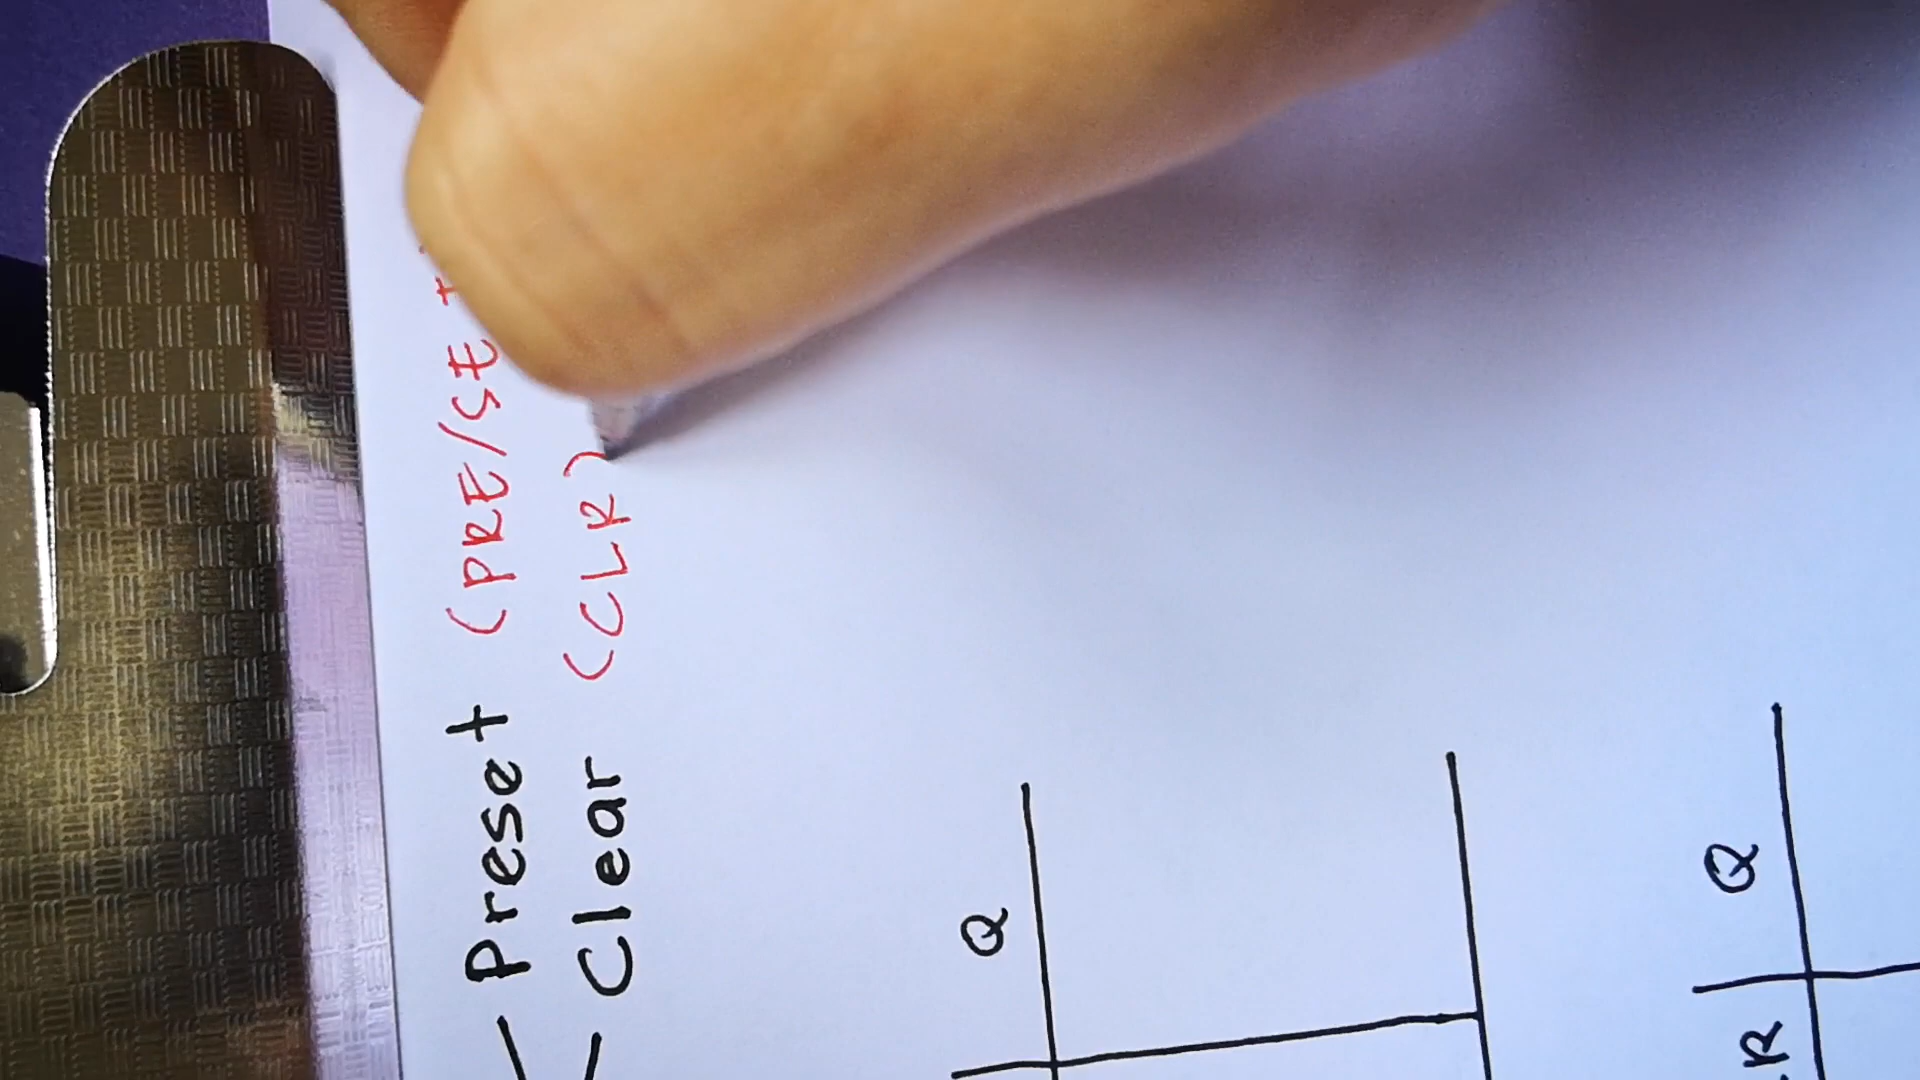 Preset (PRE/SET
Clear (CLR)
Q
R Q